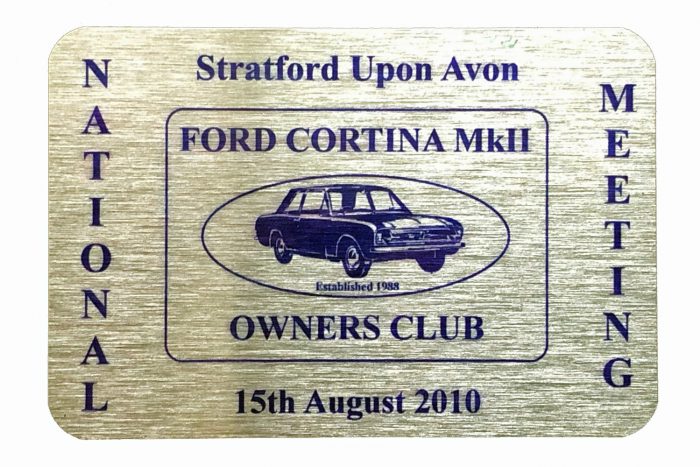 NATIONAL
Stratford Upon Avon
FORD CORTINA MkII
Established 1988
OWNERS CLUB
15th August 2010
MEETING